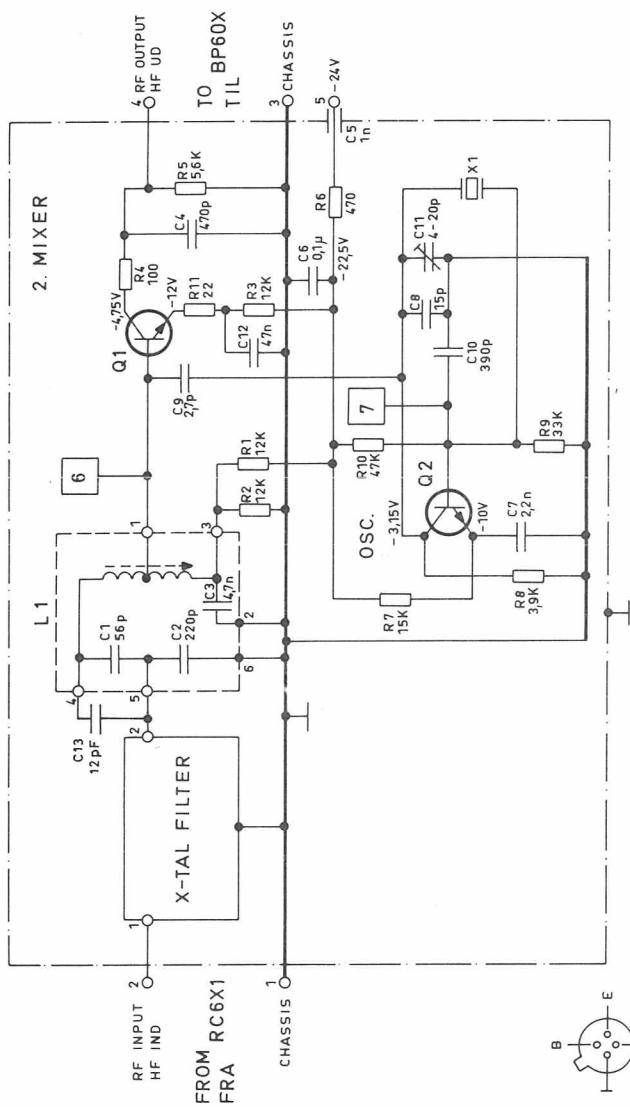 2. MIXER
RF INPUT
HF IND
2
FROM RC6X1
FRA
1
CHASSIS
X-TAL FILTER
1
2
C13
12pF
L1
4
5
C1
56p
C2
220p
6
2
C3
4,7n
1
3
6
R1
12K
R2
12K
C9
2,7p
Q1
-4,75V
-12V
R4
100
R11
22
C12
47n
R3
12K
C4
470p
R5
5,6K
4
RF OUTPUT
HF UD
TO BP60X
TIL
3
CHASSIS
C6
0,1µ
-22,5V
R6
470
C5
1n
5
-24V
R10
47K
7
R7
15K
OSC.
Q2
-3,15V
-10V
R8
3,9K
C7
2,2n
R9
33K
C8
15p
C10
390p
C11
4-20p
X1
B
E